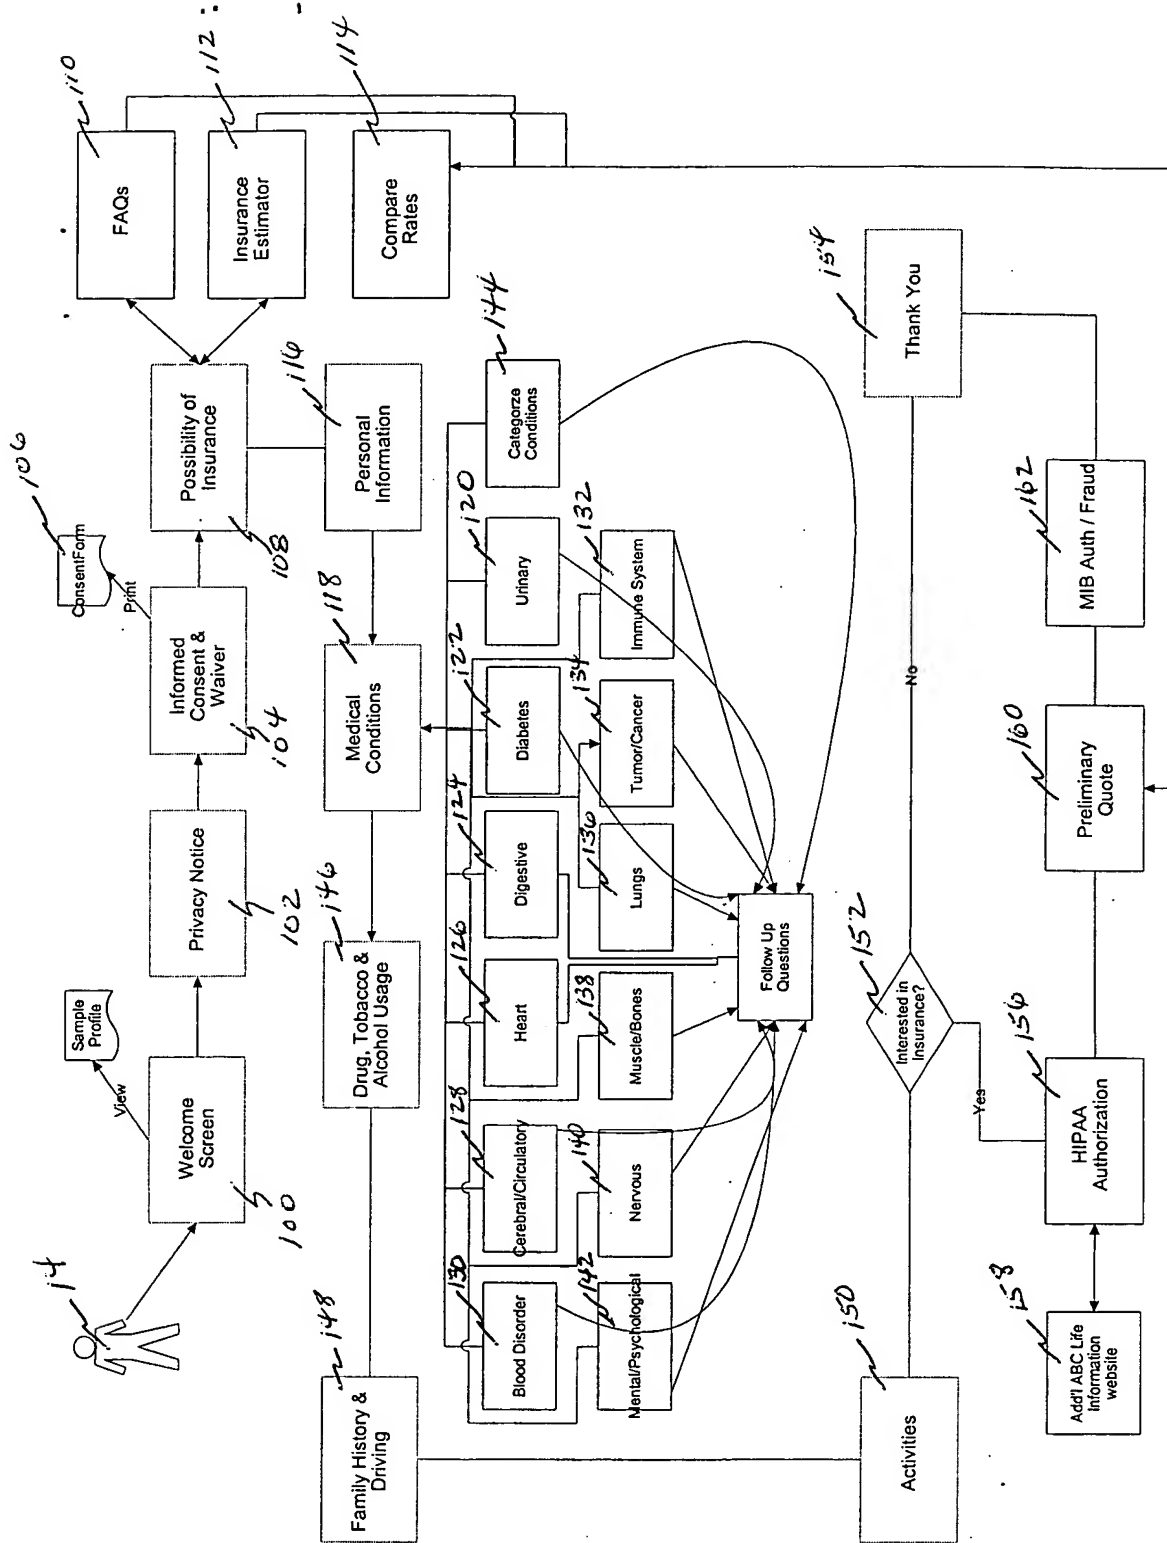 14
Welcome
Screen
100
View
Sample
Profile
Privacy Notice
102
Informed
Consent &
Waiver
104
Print
ConsentForm
106
Possibility of
Insurance
108
FAQs
110
Insurance
Estimator
112
Compare
Rates
114
Family History &
Driving
148
Drug, Tobacco &
Alcohol Usage
146
Medical
Conditions
118
Personal
Information
116
Blood Disorder
130
Cerebral/Circulatory
128
Heart
126
Digestive
124
Diabetes
122
Urinary
120
Categorze
Conditions
144
Mental/Psychological
142
Nervous
140
Muscle/Bones
138
Lungs
136
Tumor/Cancer
134
Immune System
132
Follow Up
Questions
Activities
150
Interested in
Insurance?
152
No
Yes
Thank You
154
Add'l ABC Life
Information
website
158
HIPAA
Authorization
156
Preliminary
Quote
160
MIB Auth / Fraud
162